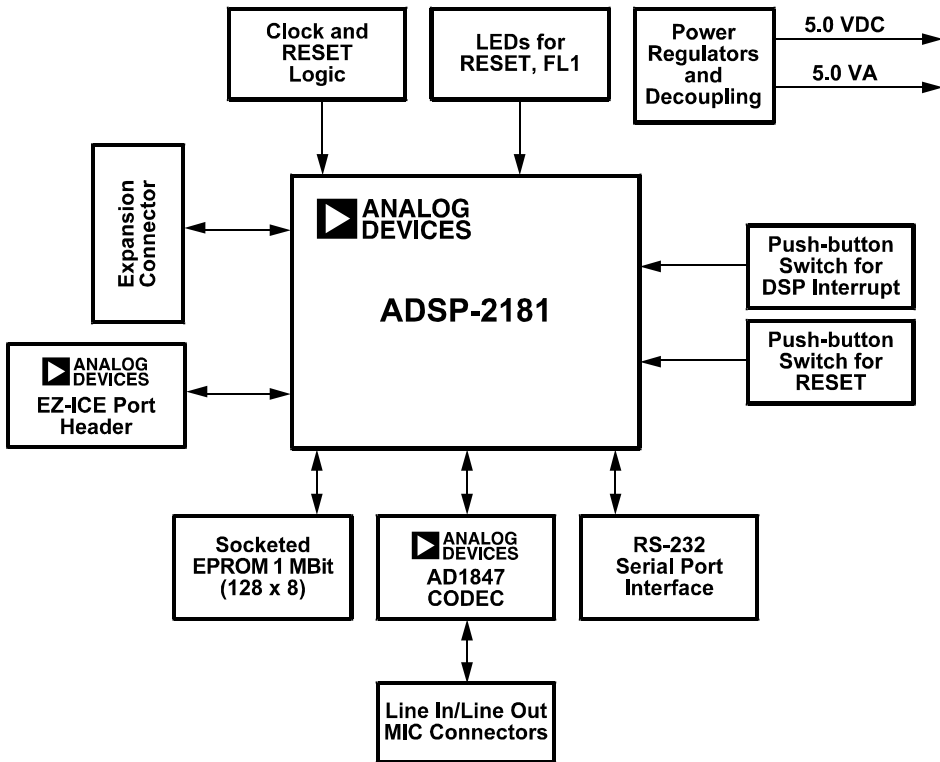 Clock and
RESET
Logic
LEDs for
RESET, FL1
Power
Regulators
and
Decoupling
5.0 VDC
5.0 VA
Expansion
Connector
ANALOG
DEVICES
ADSP-2181
Push-button
Switch for
DSP Interrupt
Push-button
Switch for
RESET
ANALOG
DEVICES
EZ-ICE Port
Header
Socketed
EPROM 1 MBit
(128 x 8)
ANALOG
DEVICES
AD1847
CODEC
RS-232
Serial Port
Interface
Line In/Line Out
MIC Connectors